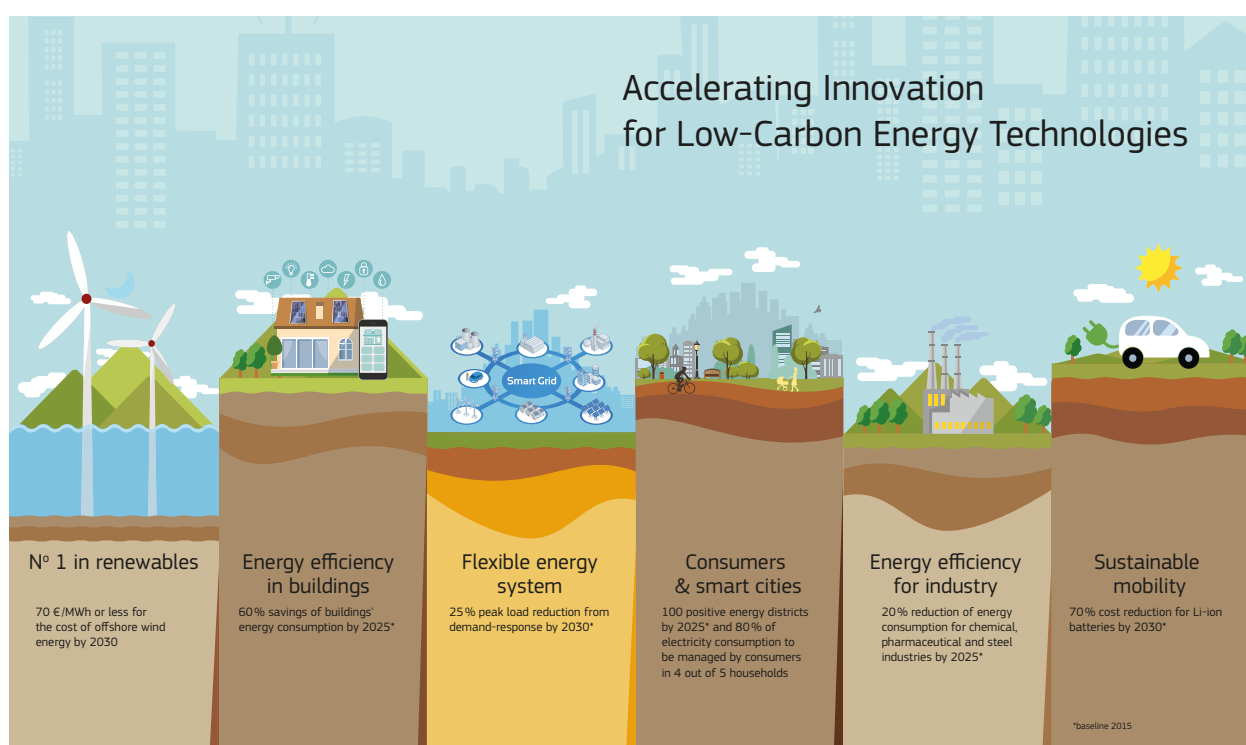 Accelerating Innovation
for Low-Carbon Energy Technologies
Smart Grid
Nº 1 in renewables
70 €/MWh or less for
the cost of offshore wind
energy by 2030
Energy efficiency
in buildings
60% savings of buildings'
energy consumption by 2025*
Flexible energy
system
25% peak load reduction from
demand-response by 2030*
Consumers
& smart cities
100 positive energy districts
by 2025* and 80% of
electricity consumption to
be managed by consumers
in 4 out of 5 households
Energy efficiency
for industry
20% reduction of energy
consumption for chemical,
pharmaceutical and steel
industries by 2025*
Sustainable
mobility
70% cost reduction for Li-ion
batteries by 2030*
*baseline 2015